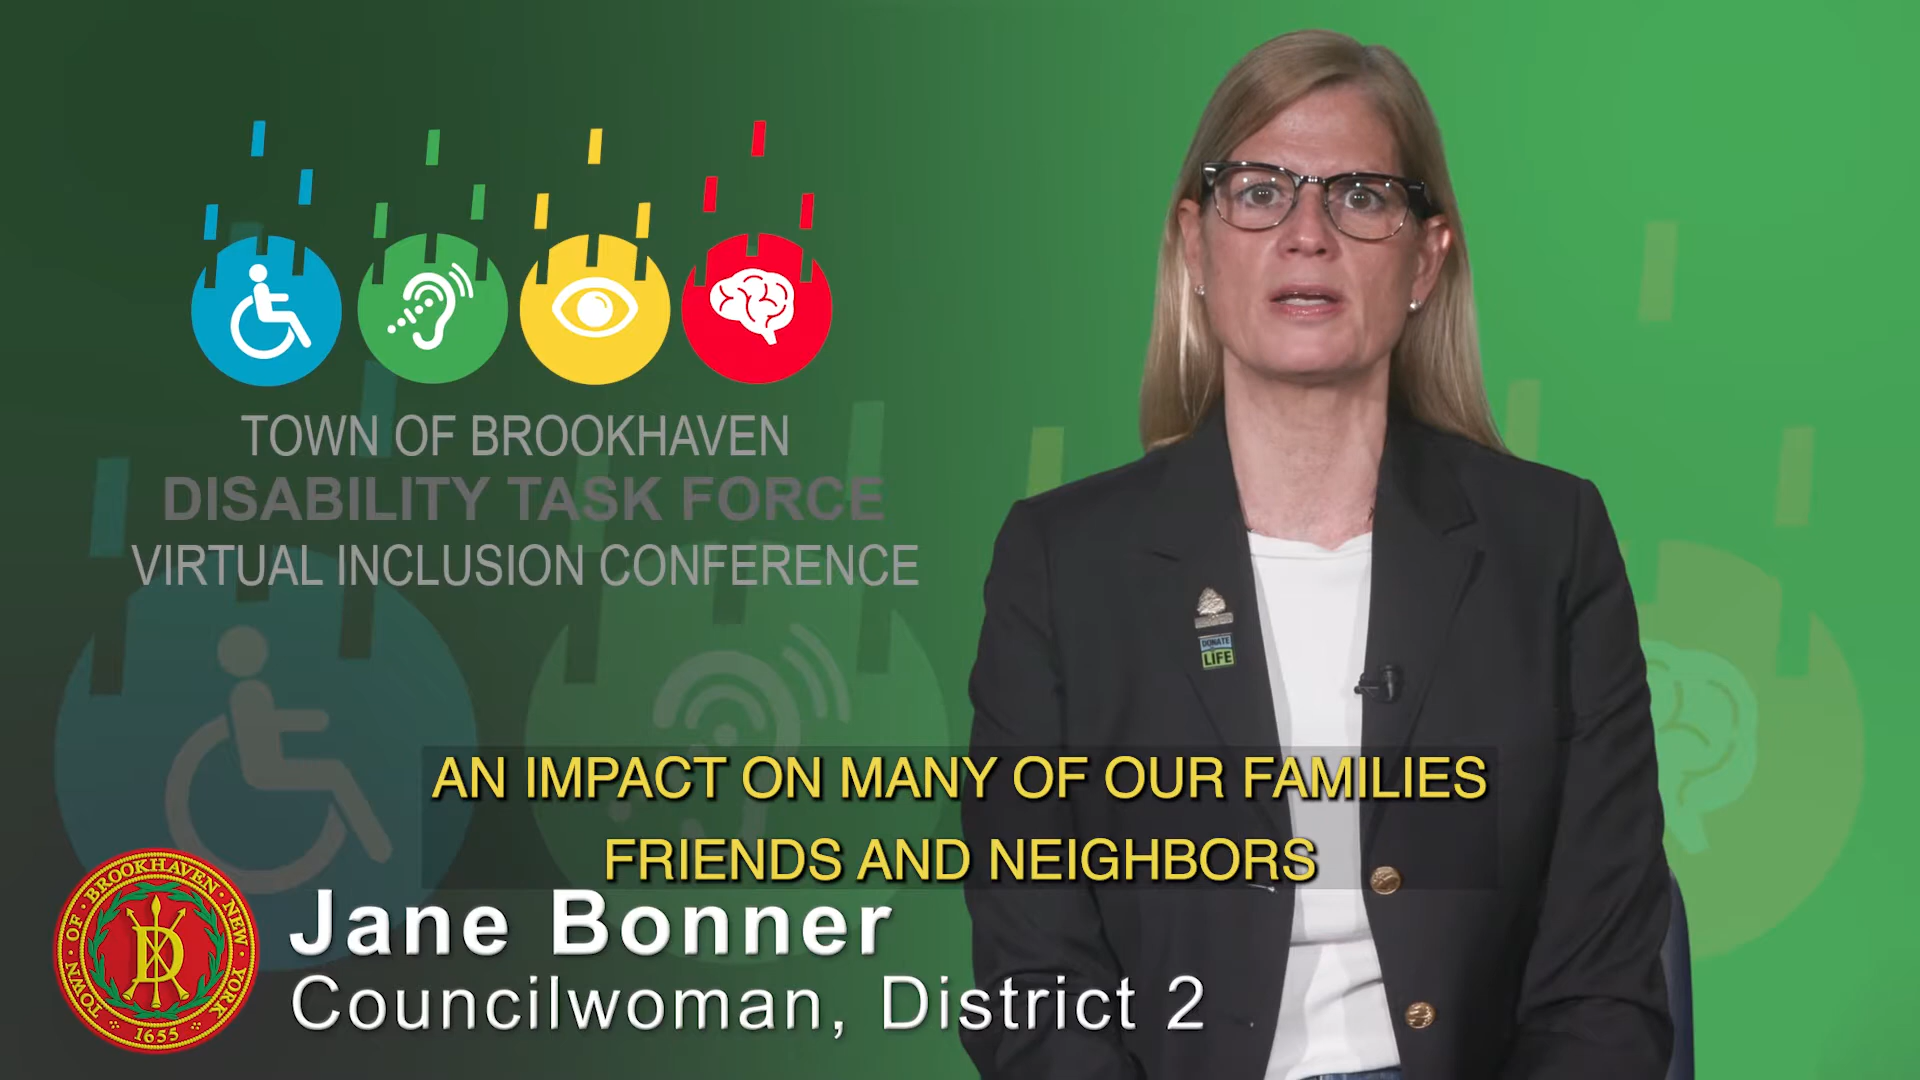 TOWN OF BROOKHAVEN
DISABILITY TASK FORCE
VIRTUAL INCLUSION CONFERENCE
DONATE
LIFE
AN IMPACT ON MANY OF OUR FAMILIES
FRIENDS AND NEIGHBORS
Jane Bonner
Councilwoman, District 2
TOWN · OF · BROOKHAVEN · NEW · YORK
1655